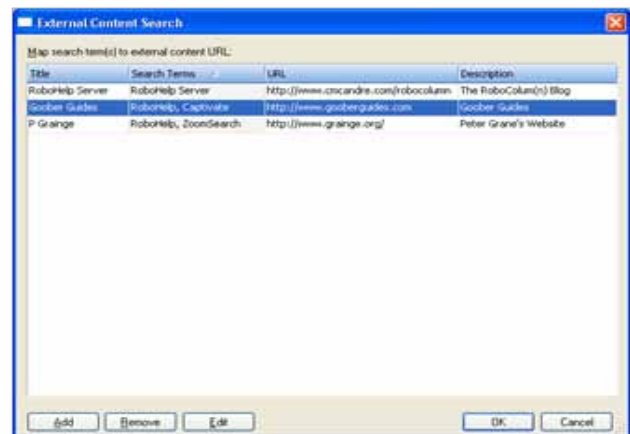 External Content Search
Map search term(s) to external content URL:
Title Search Terms URL Description
RoboHelp Server RoboHelp Server http://www.cmcandre.com/robocolumn The RoboColum(n) Blog
Goober Guides RoboHelp, Captivate http://www.gooberguides.com Goober Guides
P Grainge RoboHelp, ZoomSearch http://www.grainge.org/ Peter Grane's Website
Add Remove Edit OK Cancel